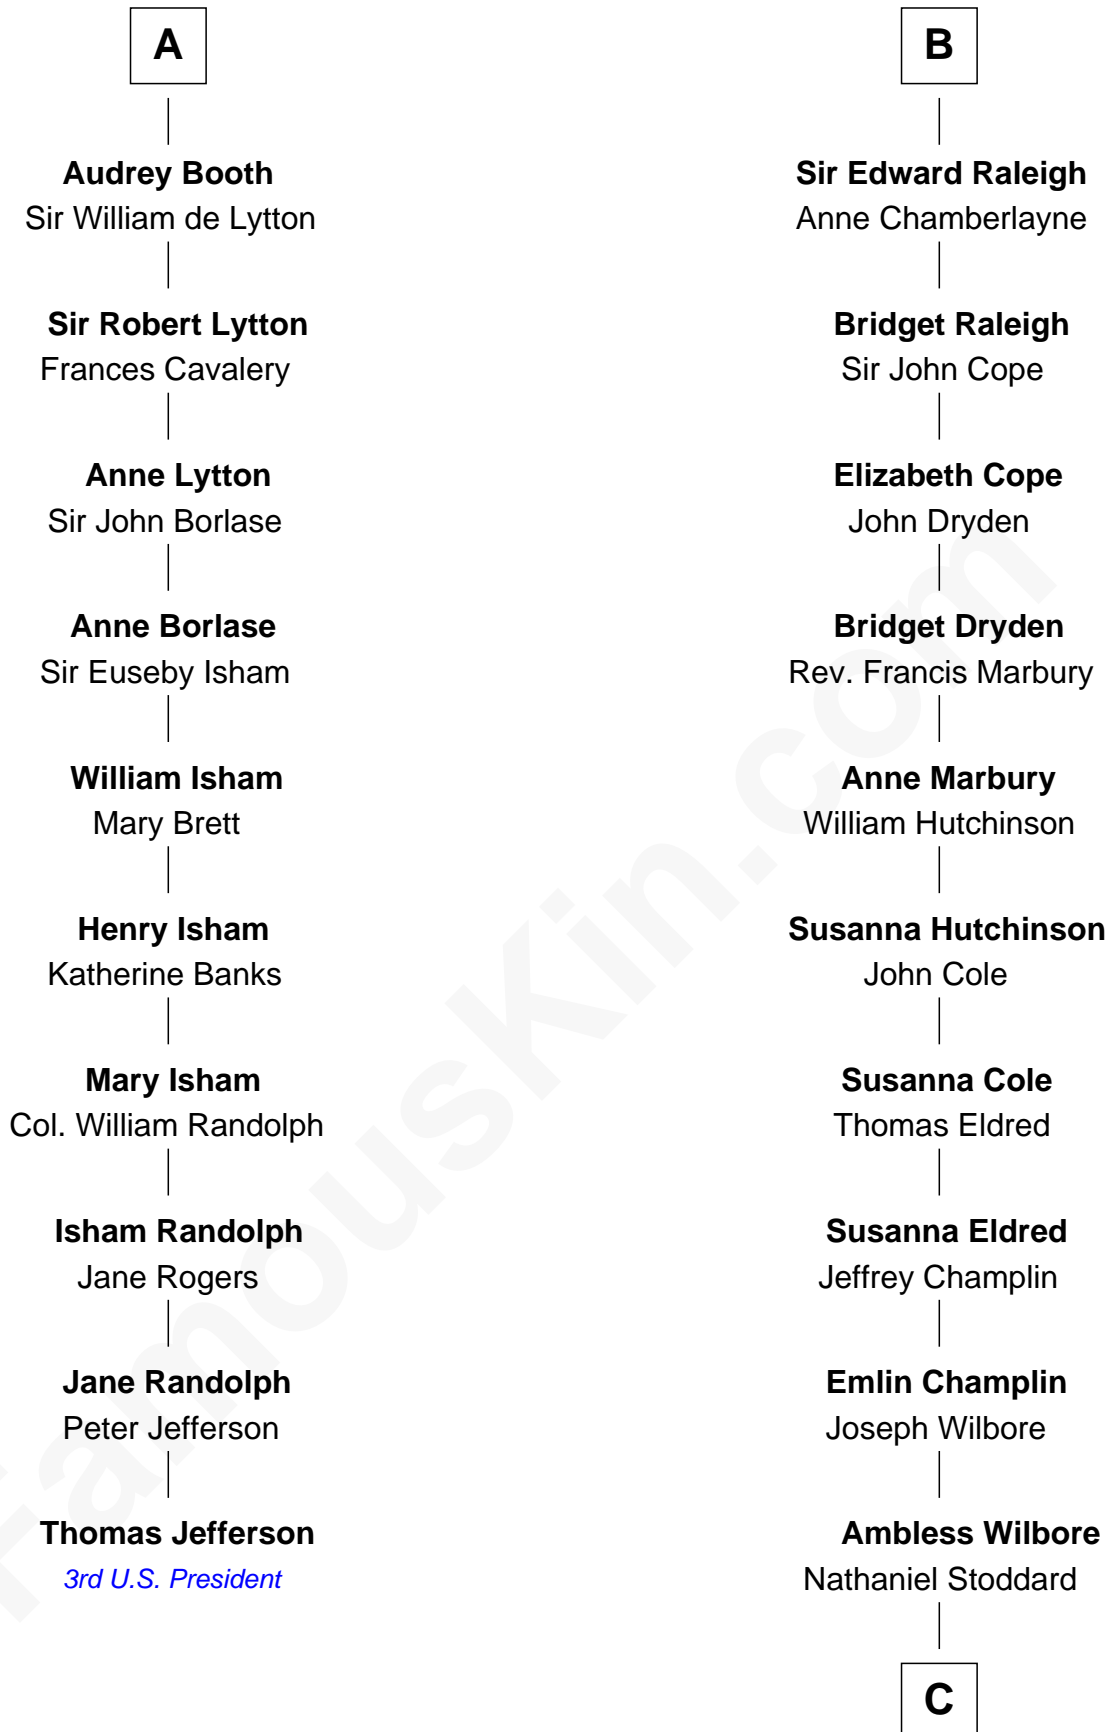 A
Audrey Booth
Sir William de Lytton
Sir Robert Lytton
Frances Cavalery
Anne Lytton
Sir John Borlase
Anne Borlase
Sir Euseby Isham
William Isham
Mary Brett
Henry Isham
Katherine Banks
Mary Isham
Col. William Randolph
Isham Randolph
Jane Rogers
Jane Randolph
Peter Jefferson
Thomas Jefferson
3rd U.S. President
B
Sir Edward Raleigh
Anne Chamberlayne
Bridget Raleigh
Sir John Cope
Elizabeth Cope
John Dryden
Bridget Dryden
Rev. Francis Marbury
Anne Marbury
William Hutchinson
Susanna Hutchinson
John Cole
Susanna Cole
Thomas Eldred
Susanna Eldred
Jeffrey Champlin
Emlin Champlin
Joseph Wilbore
Ambless Wilbore
Nathaniel Stoddard
C
FamousKin.com